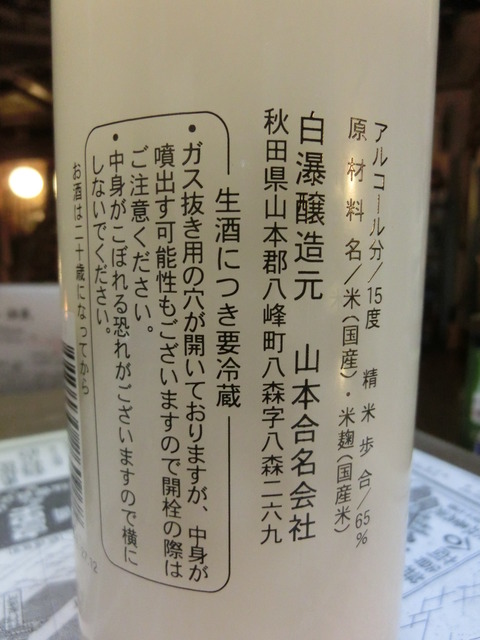 アルコール分/15度 精米歩合/65%
原材料名/米(国産)・米麹(国産米)
白瀑醸造元 山本合名会社
秋田県山本郡八峰町八森字八森二六九
生酒につき要冷蔵
•ガス抜き用の穴が開いておりますが、中身が
噴出す可能性もございますので開栓の際は
ご注意ください。
•中身がこぼれる恐れがございますので横に
しないでください。
お酒は二十歳になってから